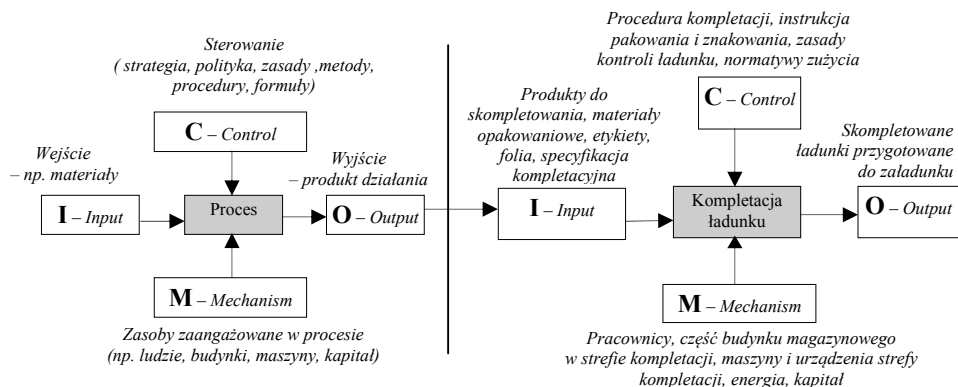 Sterowanie
( strategia, polityka, zasady ,metody,
procedury, formuły)
C – Control
Wejście
– np. materiały
Wyjście
– produkt działania
I – Input
Proces
O – Output
M – Mechanism
Zasoby zaangażowane w procesie
(np. ludzie, budynki, maszyny, kapitał)
Procedura kompletacji, instrukcja
pakowania i znakowania, zasady
kontroli ładunku, normatywy zużycia
C – Control
Produkty do
skompletowania, materiały
opakowaniowe, etykiety,
folia, specyfikacja
kompletacyjna
Skompletowane
ładunki przygotowane
do załadunku
I – Input
Kompletacja
ładunku
O – Output
M – Mechanism
Pracownicy, część budynku magazynowego
w strefie kompletacji, maszyny i urządzenia strefy
kompletacji, energia, kapitał